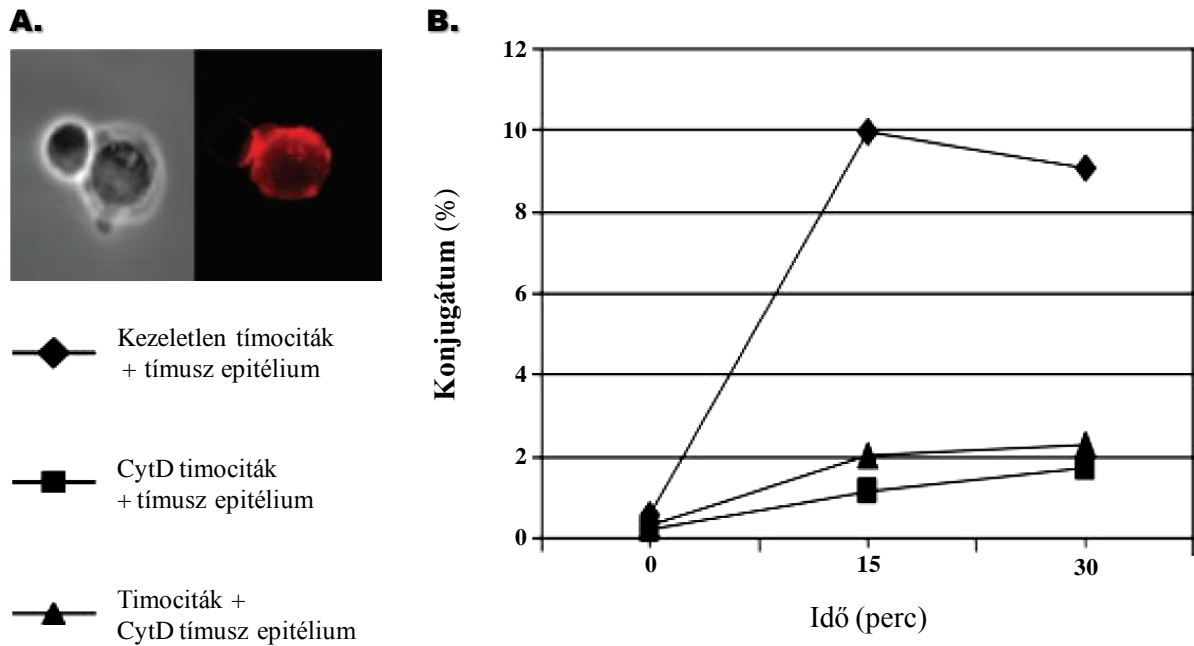 A.
B.
Kezeletlen tímociták
+ tímusz epitélium
CytD timociták
+ tímusz epitélium
Timociták +
CytD tímusz epitélium
Konjugátum (%)
12
10
8
6
4
2
0
0 15 30
Idő (perc)